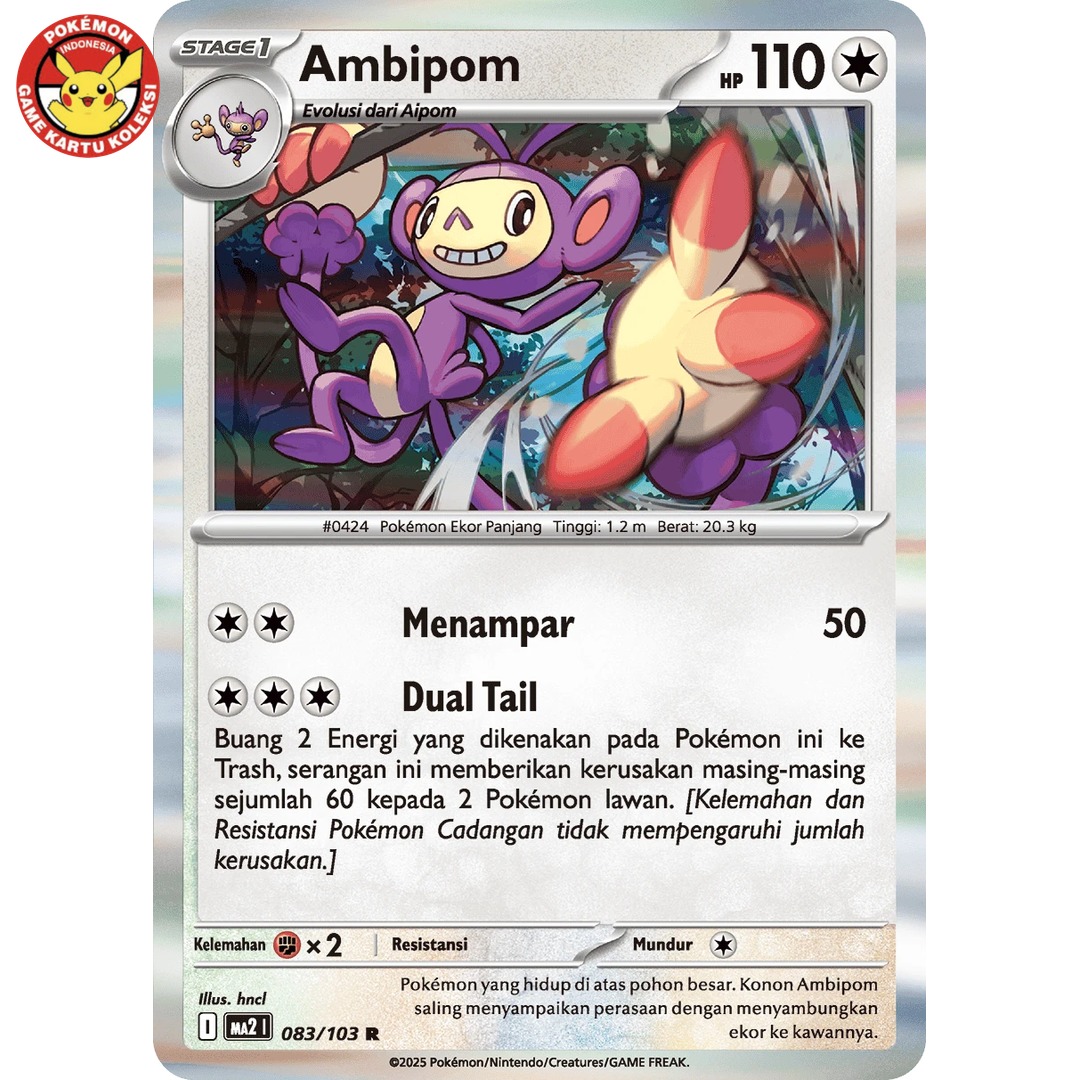 POKÉMON
INDONESIA
GAME KARTU KOLEKSI
STAGE 1
Ambipom
HP 110
Evolusi dari Aipom
#0424 Pokémon Ekor Panjang Tinggi: 1.2 m Berat: 20.3 kg
Menampar 50
Dual Tail
Buang 2 Energi yang dikenakan pada Pokémon ini ke
Trash, serangan ini memberikan kerusakan masing-masing
sejumlah 60 kepada 2 Pokémon lawan. [Kelemahan dan
Resistansi Pokémon Cadangan tidak mempengaruhi jumlah
kerusakan.]
Kelemahan ×2 Resistansi Mundur
Pokémon yang hidup di atas pohon besar. Konon Ambipom
saling menyampaikan perasaan dengan menyambungkan
ekor ke kawannya.
Illus. hncl
I MA2 I 083/103 R
©2025 Pokémon/Nintendo/Creatures/GAME FREAK.